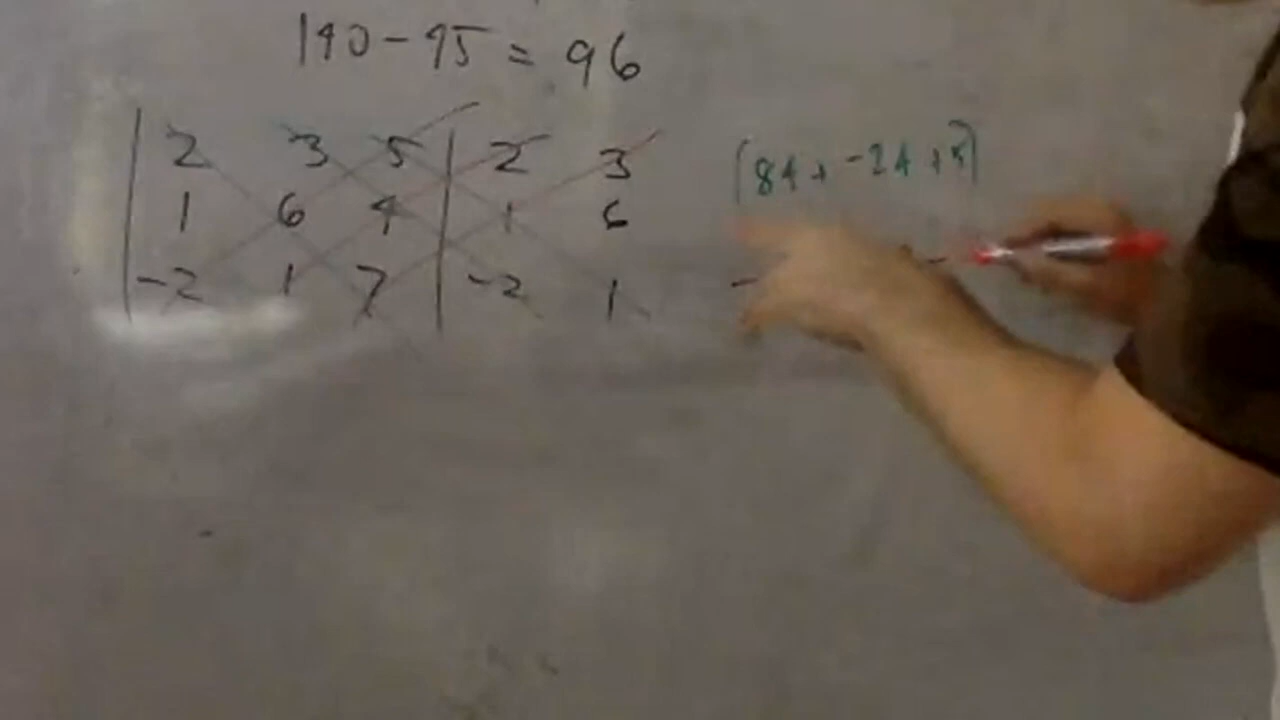 140 - 45 = 96
| 2 3 5 | 2 3 (84 + -24 + 5)
| 1 6 4 | 1 6
| -2 1 7 | -2 1 -